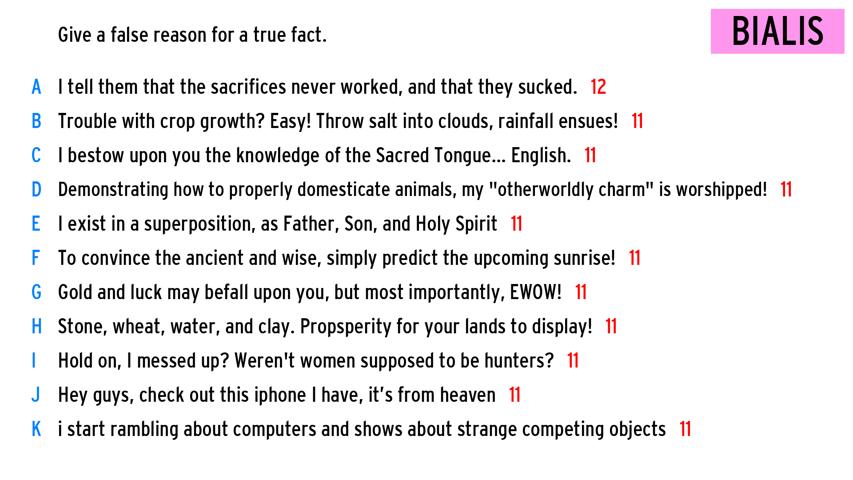 Give a false reason for a true fact.
BIALIS
A I tell them that the sacrifices never worked, and that they sucked. 12
B Trouble with crop growth? Easy! Throw salt into clouds, rainfall ensues! 11
C I bestow upon you the knowledge of the Sacred Tongue... English. 11
D Demonstrating how to properly domesticate animals, my "otherworldly charm" is worshipped! 11
E I exist in a superposition, as Father, Son, and Holy Spirit 11
F To convince the ancient and wise, simply predict the upcoming sunrise! 11
G Gold and luck may befall upon you, but most importantly, EWOW! 11
H Stone, wheat, water, and clay. Propsperity for your lands to display! 11
I Hold on, I messed up? Weren't women supposed to be hunters? 11
J Hey guys, check out this iphone I have, it’s from heaven 11
K i start rambling about computers and shows about strange competing objects 11